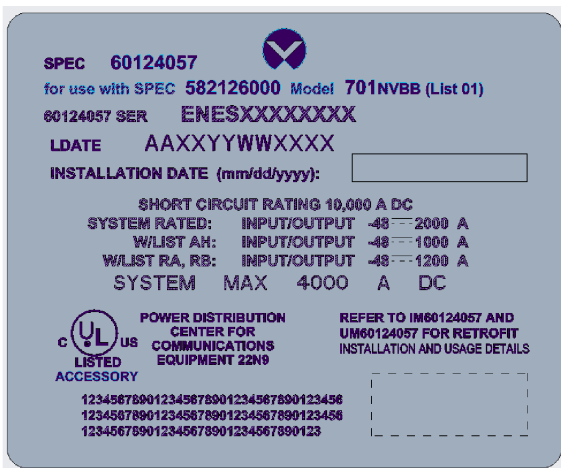 SPEC 60124057
for use with SPEC 582126000 Model 701NVBB (List 01)
60124057 SER ENESXXXXXXXX
LDATE AAXXYYWWXXXX
INSTALLATION DATE (mm/dd/yyyy):
SHORT CIRCUIT RATING 10,000 A DC
SYSTEM RATED: INPUT/OUTPUT -48⎓2000 A
W/LIST AH: INPUT/OUTPUT -48⎓1000 A
W/LIST RA, RB: INPUT/OUTPUT -48⎓1200 A
SYSTEM MAX 4000 A DC
C UL US
LISTED
ACCESSORY
POWER DISTRIBUTION
CENTER FOR
COMMUNICATIONS
EQUIPMENT 22N9
REFER TO IM60124057 AND
UM60124057 FOR RETROFIT
INSTALLATION AND USAGE DETAILS
123456789012345678901234567890123456
123456789012345678901234567890123456
123456789012345678901234567890123